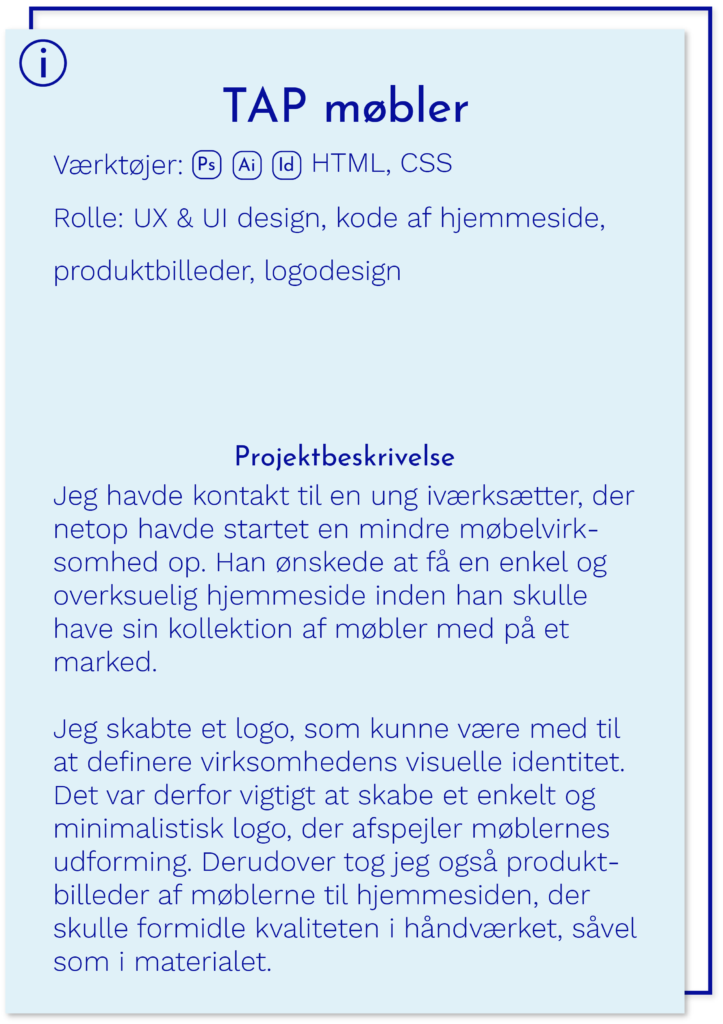 i
TAP møbler
Værktøjer: Ps Ai Id HTML, CSS
Rolle: UX & UI design, kode af hjemmeside,
produktbilleder, logodesign
Projektbeskrivelse
Jeg havde kontakt til en ung iværksætter, der
netop havde startet en mindre møbelvirk-
somhed op. Han ønskede at få en enkel og
overksuelig hjemmeside inden han skulle
have sin kollektion af møbler med på et
marked.
Jeg skabte et logo, som kunne være med til
at definere virksomhedens visuelle identitet.
Det var derfor vigtigt at skabe et enkelt og
minimalistisk logo, der afspejler møblernes
udforming. Derudover tog jeg også produkt-
billeder af møblerne til hjemmesiden, der
skulle formidle kvaliteten i håndværket, såvel
som i materialet.